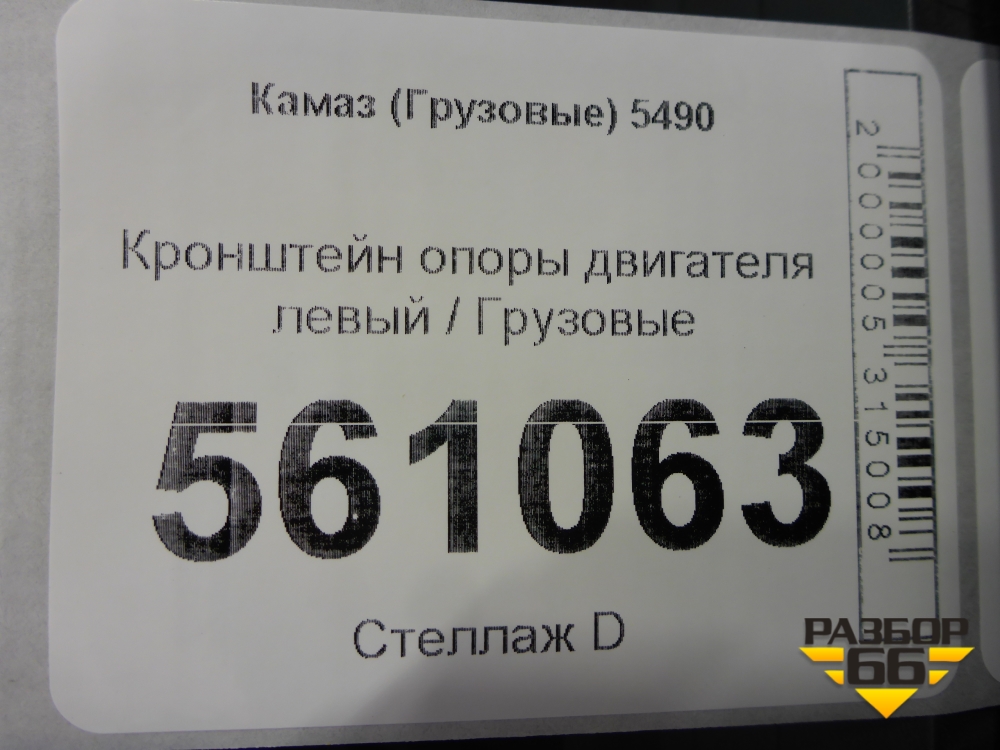 Камаз (Грузовые) 5490
Кронштейн опоры двигателя
левый / Грузовые
561063
Стеллаж D
2000005315008
РАЗБОР
66